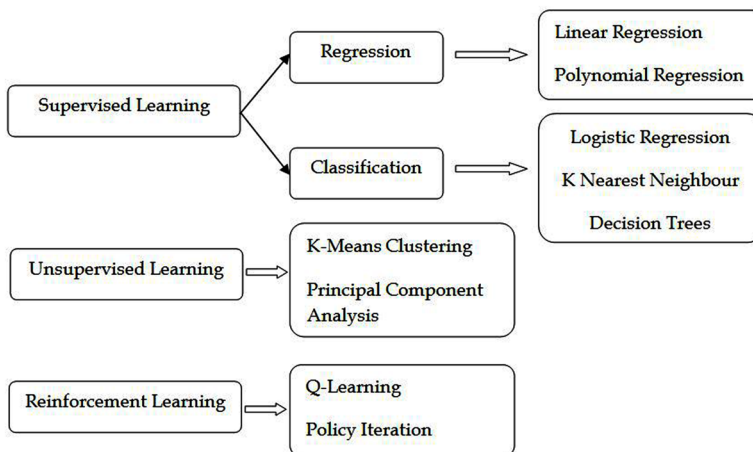 Supervised Learning
Regression
Linear Regression
Polynomial Regression
Classification
Logistic Regression
K Nearest Neighbour
Decision Trees
Unsupervised Learning
K-Means Clustering
Principal Component
Analysis
Reinforcement Learning
Q-Learning
Policy Iteration